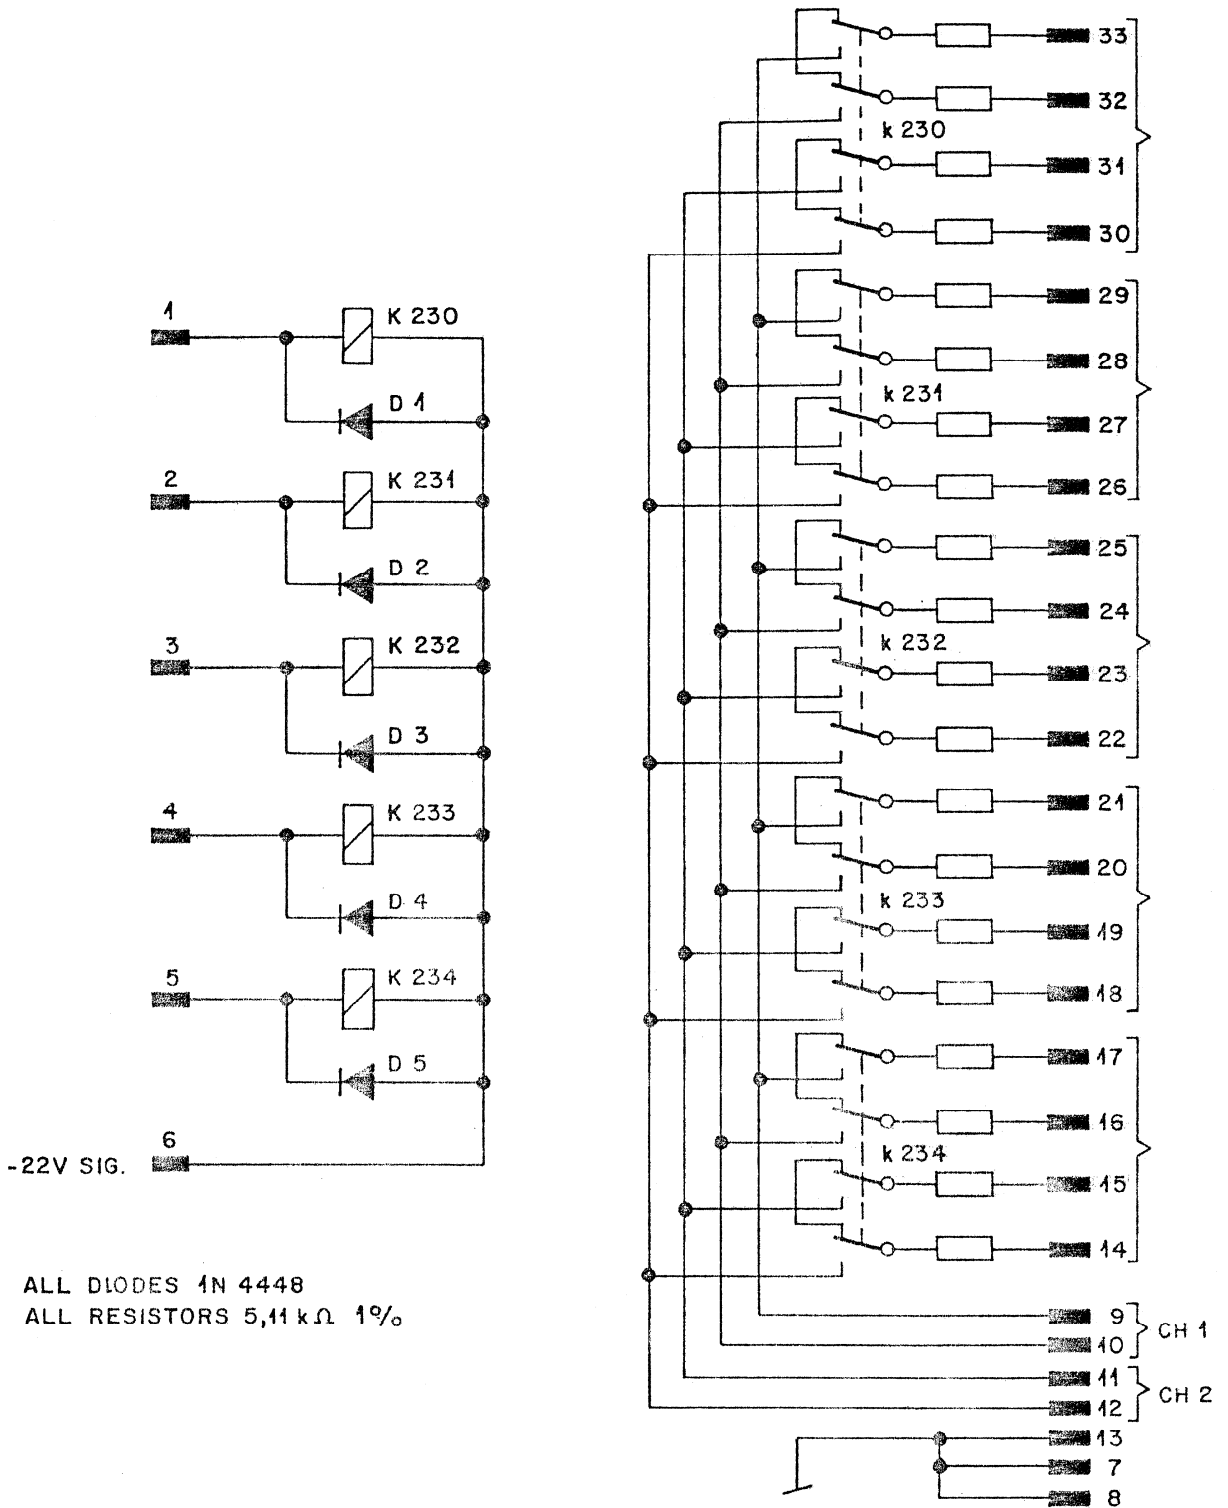 1
K 230
D 1
2
K 231
D 2
3
K 232
D 3
4
K 233
D 4
5
K 234
D 5
6
-22V SIG.
ALL DIODES 1N 4448
ALL RESISTORS 5,11 kΩ 1%
33
32
k 230
31
30
29
28
k 231
27
26
25
24
k 232
23
22
21
20
k 233
19
18
17
16
k 234
15
14
9
CH 1
10
11
CH 2
12
13
7
8